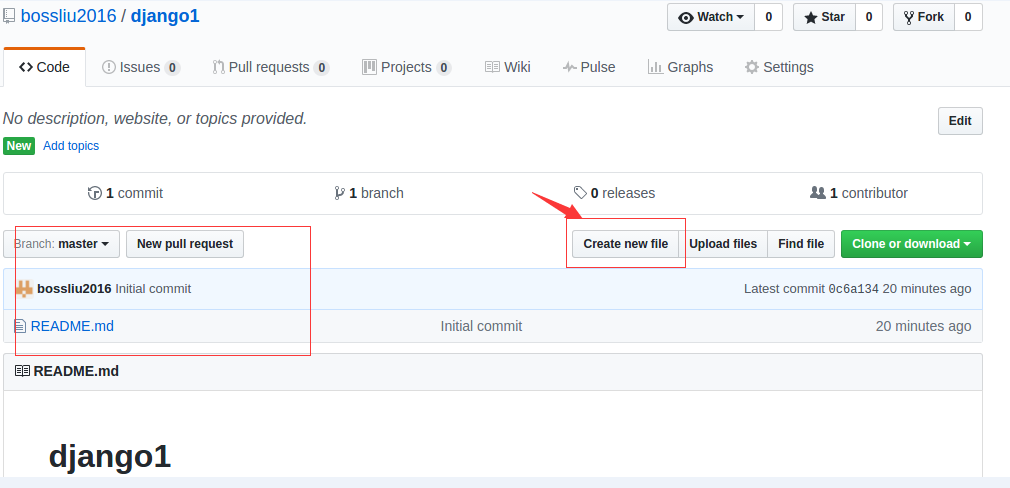 bossliu2016 / django1 Watch 0 Star 0 Fork 0
Code Issues 0 Pull requests 0 Projects 0 Wiki Pulse Graphs Settings
No description, website, or topics provided. Edit
New Add topics
1 commit 1 branch 0 releases 1 contributor
Branch: master New pull request Create new file Upload files Find file Clone or download
bossliu2016 Initial commit Latest commit 0c6a134 20 minutes ago
README.md Initial commit 20 minutes ago
README.md
django1